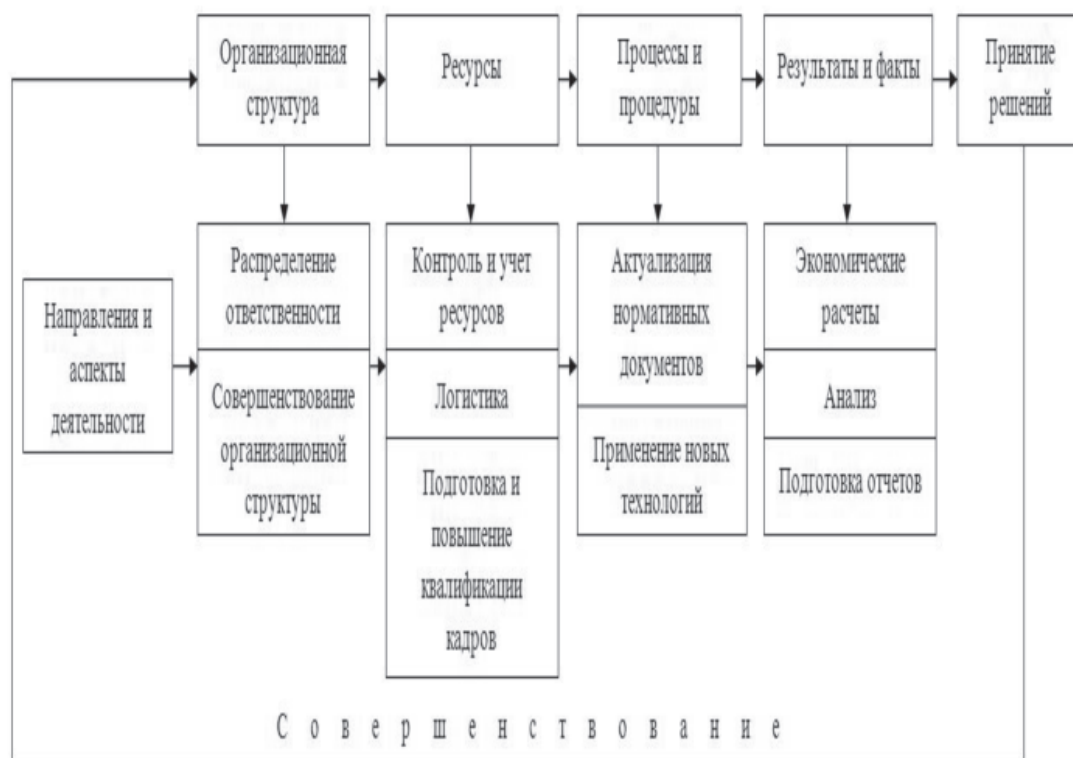 Организационная
структура
Ресурсы
Процессы и
процедуры
Результаты и факты
Принятие
решений
Направления и
аспекты
деятельности
Распределение
ответственности
Совершенствование
организационной
структуры
Контроль и учет
ресурсов
Логистика
Подготовка и
повышение
квалификации
кадров
Актуализация
нормативных
документов
Применение новых
технологий
Экономические
расчеты
Анализ
Подготовка отчетов
Совершенствование